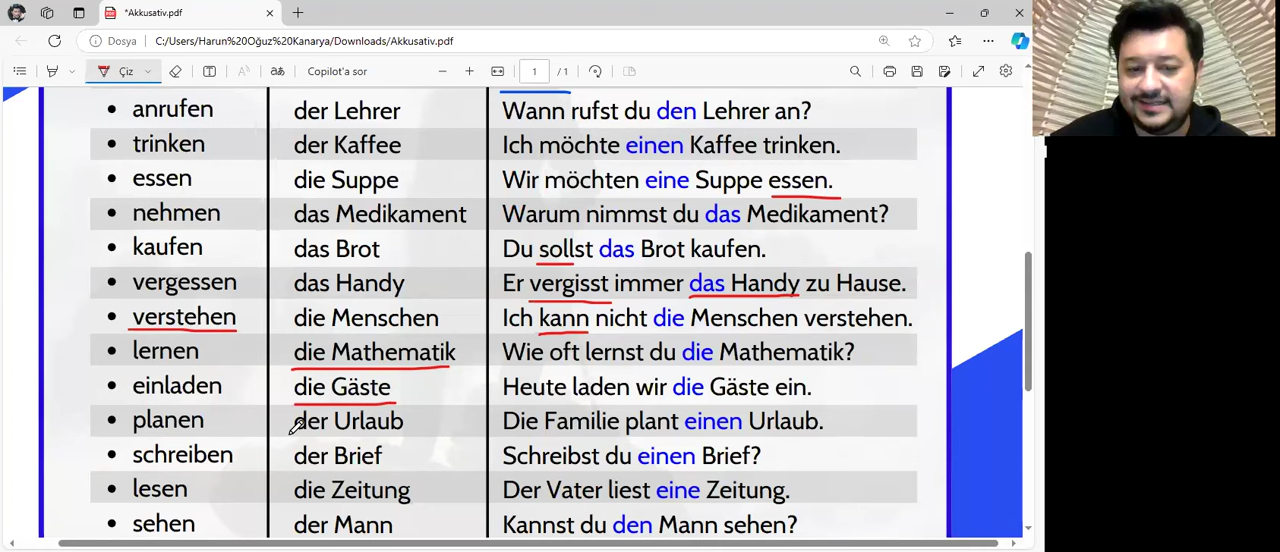 *Akkusativ.pdf
Dosya C:/Users/Harun%20Oğuz%20Kanarya/Downloads/Akkusativ.pdf
Çiz Copilot'a sor 1 / 1
anrufen der Lehrer Wann rufst du den Lehrer an?
trinken der Kaffee Ich möchte einen Kaffee trinken.
essen die Suppe Wir möchten eine Suppe essen.
nehmen das Medikament Warum nimmst du das Medikament?
kaufen das Brot Du sollst das Brot kaufen.
vergessen das Handy Er vergisst immer das Handy zu Hause.
verstehen die Menschen Ich kann nicht die Menschen verstehen.
lernen die Mathematik Wie oft lernst du die Mathematik?
einladen die Gäste Heute laden wir die Gäste ein.
planen der Urlaub Die Familie plant einen Urlaub.
schreiben der Brief Schreibst du einen Brief?
lesen die Zeitung Der Vater liest eine Zeitung.
sehen der Mann Kannst du den Mann sehen?